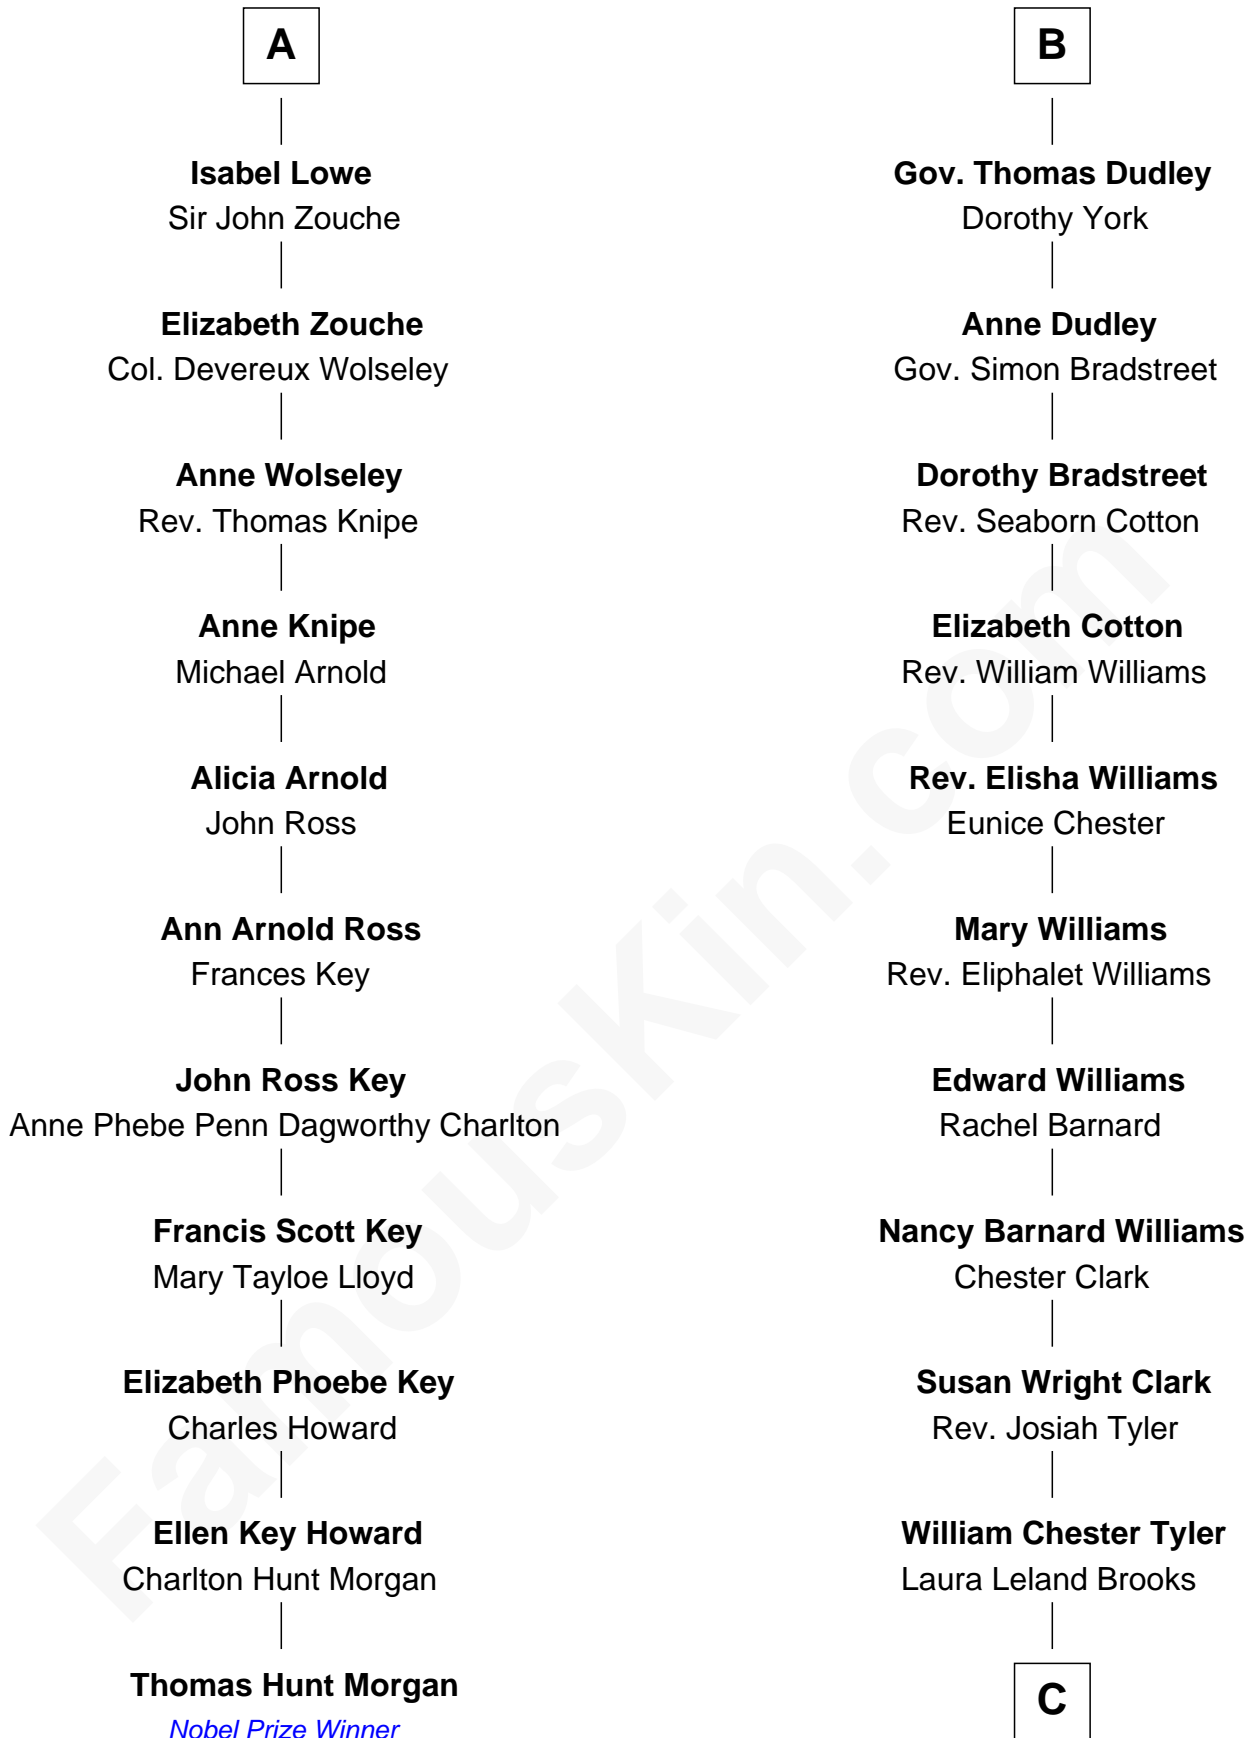 A
Isabel Lowe
Sir John Zouche
Elizabeth Zouche
Col. Devereux Wolseley
Anne Wolseley
Rev. Thomas Knipe
Anne Knipe
Michael Arnold
Alicia Arnold
John Ross
Ann Arnold Ross
Frances Key
John Ross Key
Anne Phebe Penn Dagworthy Charlton
Francis Scott Key
Mary Tayloe Lloyd
Elizabeth Phoebe Key
Charles Howard
Ellen Key Howard
Charlton Hunt Morgan
Thomas Hunt Morgan
Nobel Prize Winner
B
Gov. Thomas Dudley
Dorothy York
Anne Dudley
Gov. Simon Bradstreet
Dorothy Bradstreet
Rev. Seaborn Cotton
Elizabeth Cotton
Rev. William Williams
Rev. Elisha Williams
Eunice Chester
Mary Williams
Rev. Eliphalet Williams
Edward Williams
Rachel Barnard
Nancy Barnard Williams
Chester Clark
Susan Wright Clark
Rev. Josiah Tyler
William Chester Tyler
Laura Leland Brooks
C
FamousKin.com